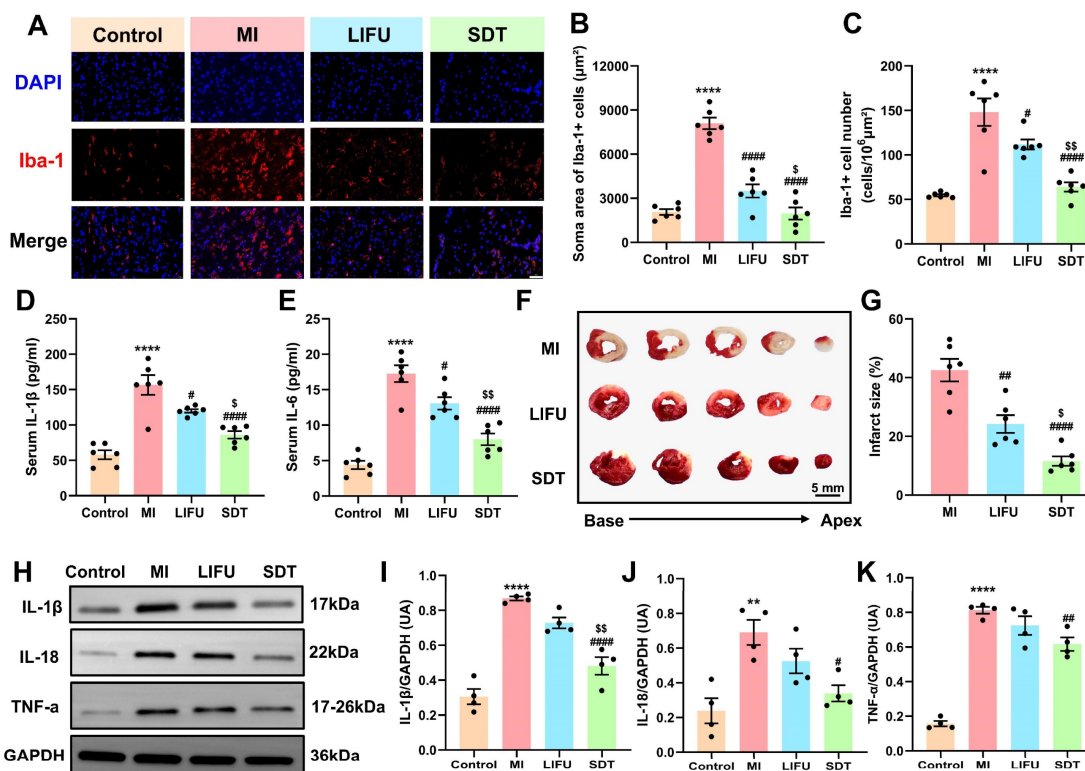 A
Control MI LIFU SDT
DAPI
Iba-1
Merge
B
Soma area of Iba-1+ cells (μm²)
12000
9000
6000
3000
0
****
####
$
####
Control MI LIFU SDT
C
Iba-1+ cell number
(cells/10⁶μm²)
200
150
100
50
0
****
#
$$
####
Control MI LIFU SDT
D
Serum IL-1β (pg/ml)
250
200
150
100
50
0
****
#
$
####
Control MI LIFU SDT
E
Serum IL-6 (pg/ml)
25
20
15
10
5
0
****
#
$$
####
Control MI LIFU SDT
F
MI
LIFU
SDT
5 mm
Base Apex
G
Infarct size (%)
60
40
20
0
##
$
####
MI LIFU SDT
H
Control MI LIFU SDT
IL-1β 17kDa
IL-18 22kDa
TNF-a 17-26kDa
GAPDH 36kDa
I
IL-1β/GAPDH (UA)
1.0
0.8
0.6
0.4
0.2
0.0
****
$$
####
Control MI LIFU SDT
J
IL-18/GAPDH (UA)
1.0
0.8
0.6
0.4
0.2
0.0
**
#
Control MI LIFU SDT
K
TNF-α/GAPDH (UA)
1.0
0.8
0.6
0.4
0.2
0.0
****
##
Control MI LIFU SDT